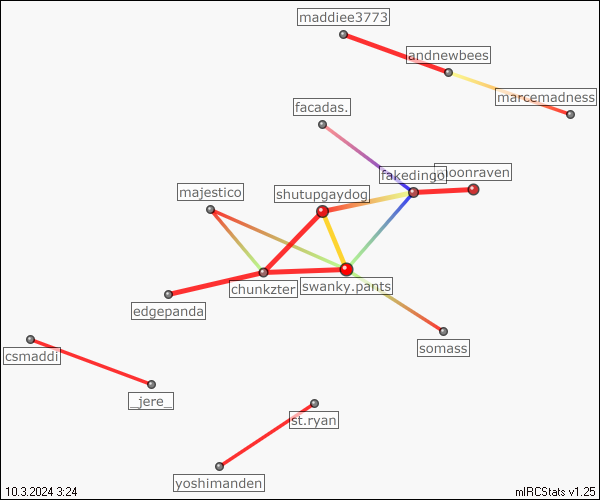 maddiee3773
andnewbees
marcemadness
facadas.
fakedingo
moonraven
majestico
shutupgaydog
chunkzter
swanky.pants
edgepanda
somass
csmaddi
_jere_
st.ryan
yoshimanden
10.3.2024 3:24
mIRCStats v1.25